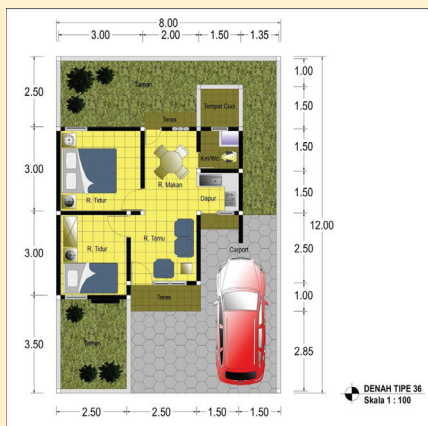 8.00
3.00 2.00 1.50 1.35
2.50
3.00
3.00
3.50
1.00
1.50
1.50
1.50
2.50
1.00
2.85
12.00
Taman
Tempat Cuci
Teras
Km/Wc
R. Makan
R. Tidur
Dapur
R. Tidur
R. Tamu
Carport
Teras
Taman
2.50 2.50 1.50 1.50
DENAH TIPE 36
Skala 1 : 100